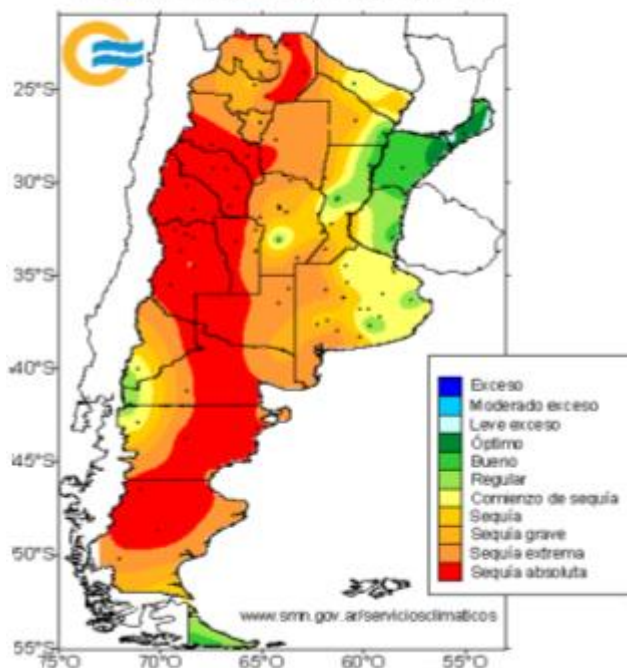 25°S
30°S
35°S
40°S
45°S
50°S
55°S
75°O 70°O 65°O 60°O 55°O
Exceso
Moderado exceso
Leve exceso
Óptimo
Bueno
Regular
Comienzo de sequía
Sequía
Sequía grave
Sequía extrema
Sequía absoluta
www.smn.gov.ar/serviciosclimaticos